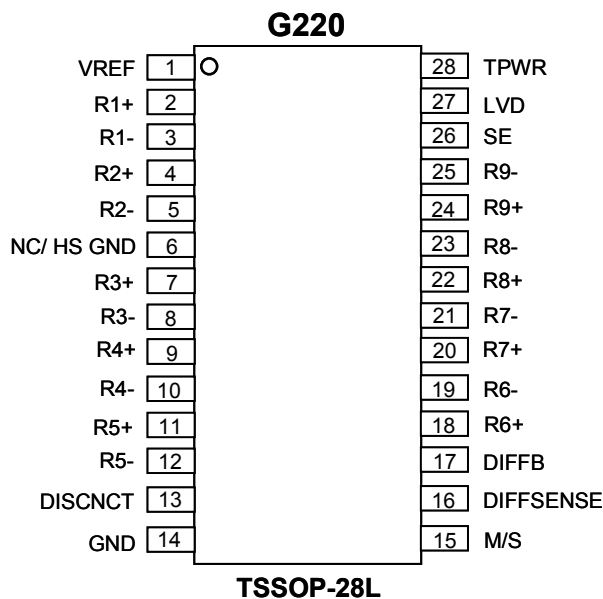 G220
VREF 1 28 TPWR
R1+ 2 27 LVD
R1- 3 26 SE
R2+ 4 25 R9-
R2- 5 24 R9+
NC/ HS GND 6 23 R8-
R3+ 7 22 R8+
R3- 8 21 R7-
R4+ 9 20 R7+
R4- 10 19 R6-
R5+ 11 18 R6+
R5- 12 17 DIFFB
DISCNCT 13 16 DIFFSENSE
GND 14 15 M/S
TSSOP-28L